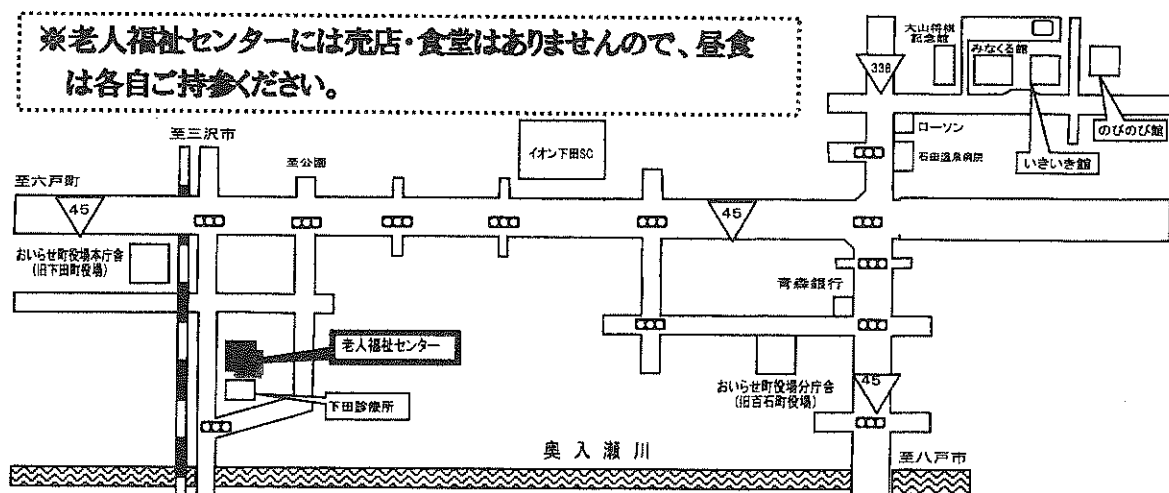 ※老人福祉センターには売店・食堂はありませんので、昼食
は各自ご持参ください。
大山将棋
記念館
みなくる館
338
のびのび館
いきいき館
ローソン
石田温泉病院
イオン下田SC
至三沢市
至公園
至六戸町
45
45
おいらせ町役場本庁舎
(旧下田町役場)
青森銀行
老人福祉センター
下田診療所
おいらせ町役場分庁舎
(旧百石町役場)
45
奥入瀬川
至八戸市